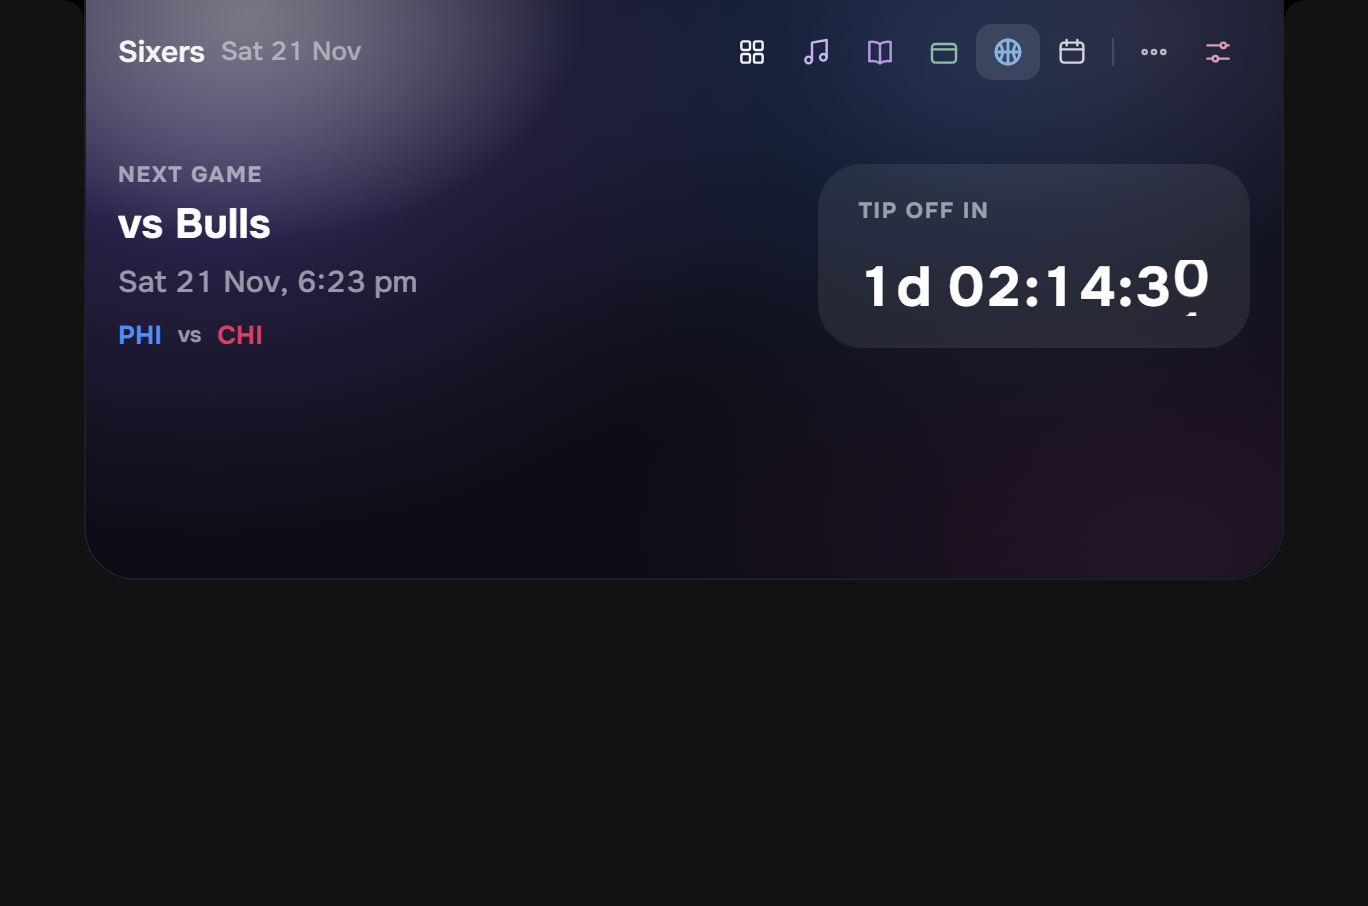 Sixers Sat 21 Nov
NEXT GAME
vs Bulls
Sat 21 Nov, 6:23 pm
PHI vs CHI
TIP OFF IN
1d 02:14:30